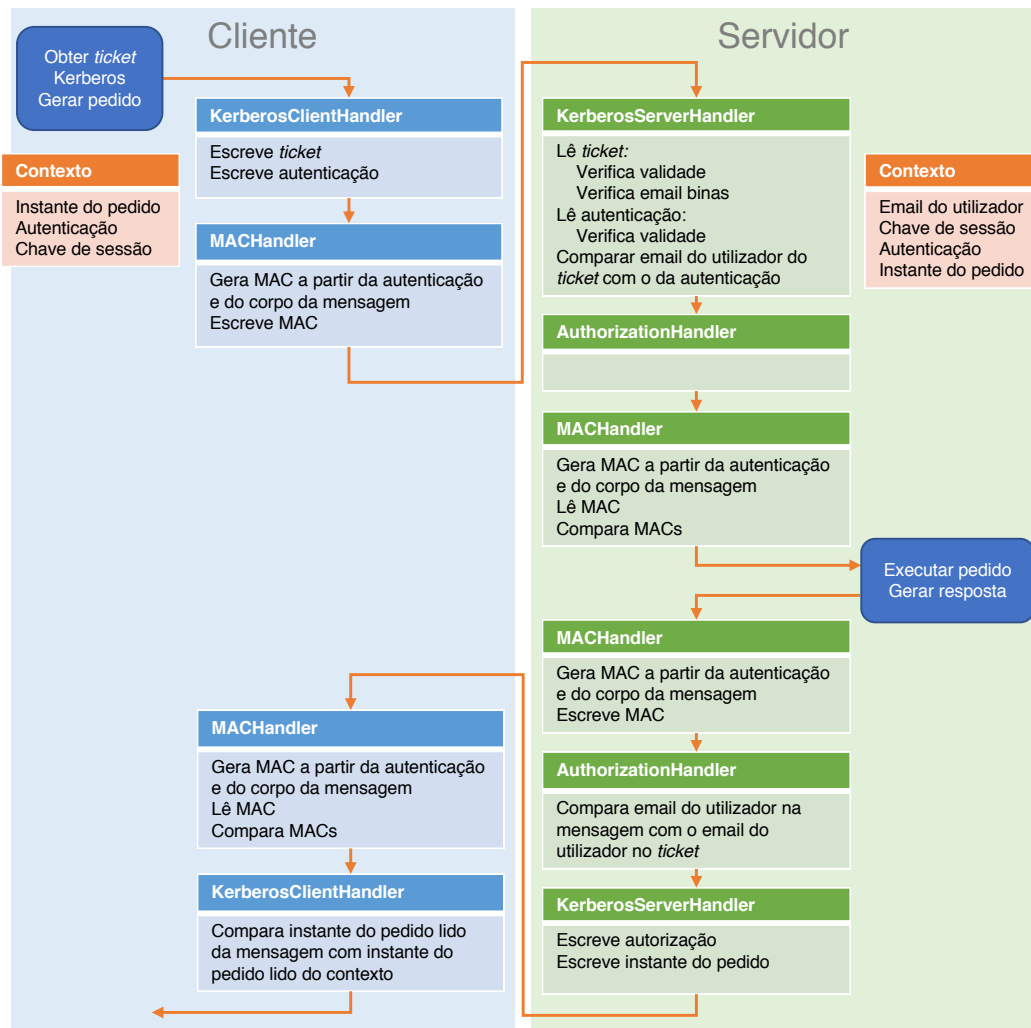 Cliente
Obter ticket
Kerberos
Gerar pedido
KerberosClientHandler
Escreve ticket
Escreve autenticação
Contexto
Instante do pedido
Autenticação
Chave de sessão
MACHandler
Gera MAC a partir da autenticação
e do corpo da mensagem
Escreve MAC
Servidor
KerberosServerHandler
Lê ticket:
Verifica validade
Verifica email binas
Lê autenticação:
Verifica validade
Comparar email do utilizador do
ticket com o da autenticação
Contexto
Email do utilizador
Chave de sessão
Autenticação
Instante do pedido
AuthorizationHandler
MACHandler
Gera MAC a partir da autenticação
e do corpo da mensagem
Lê MAC
Compara MACs
Executar pedido
Gerar resposta
MACHandler
Gera MAC a partir da autenticação
e do corpo da mensagem
Escreve MAC
AuthorizationHandler
Compara email do utilizador na
mensagem com o email do
utilizador no ticket
KerberosServerHandler
Escreve autorização
Escreve instante do pedido
MACHandler
Gera MAC a partir da autenticação
e do corpo da mensagem
Lê MAC
Compara MACs
KerberosClientHandler
Compara instante do pedido lido
da mensagem com instante do
pedido lido do contexto